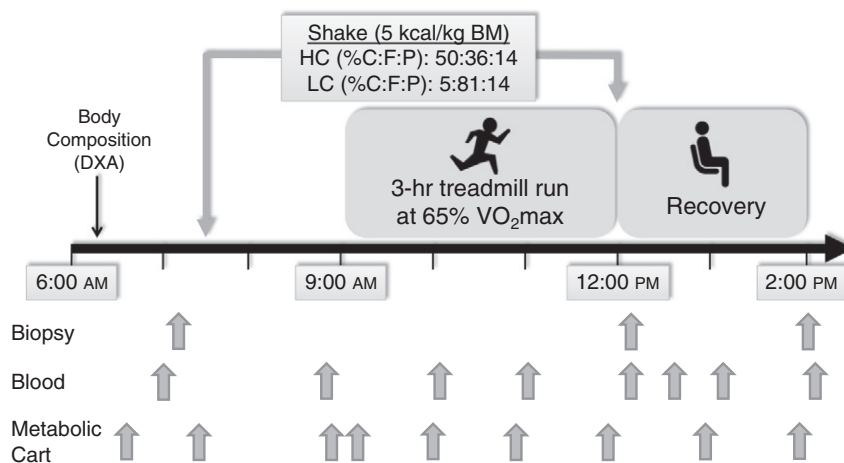 Shake (5 kcal/kg BM)
HC (%C:F:P): 50:36:14
LC (%C:F:P): 5:81:14
Body
Composition
(DXA)
3-hr treadmill run
at 65% VO₂max
Recovery
6:00 AM
9:00 AM
12:00 PM
2:00 PM
Biopsy
Blood
Metabolic
Cart